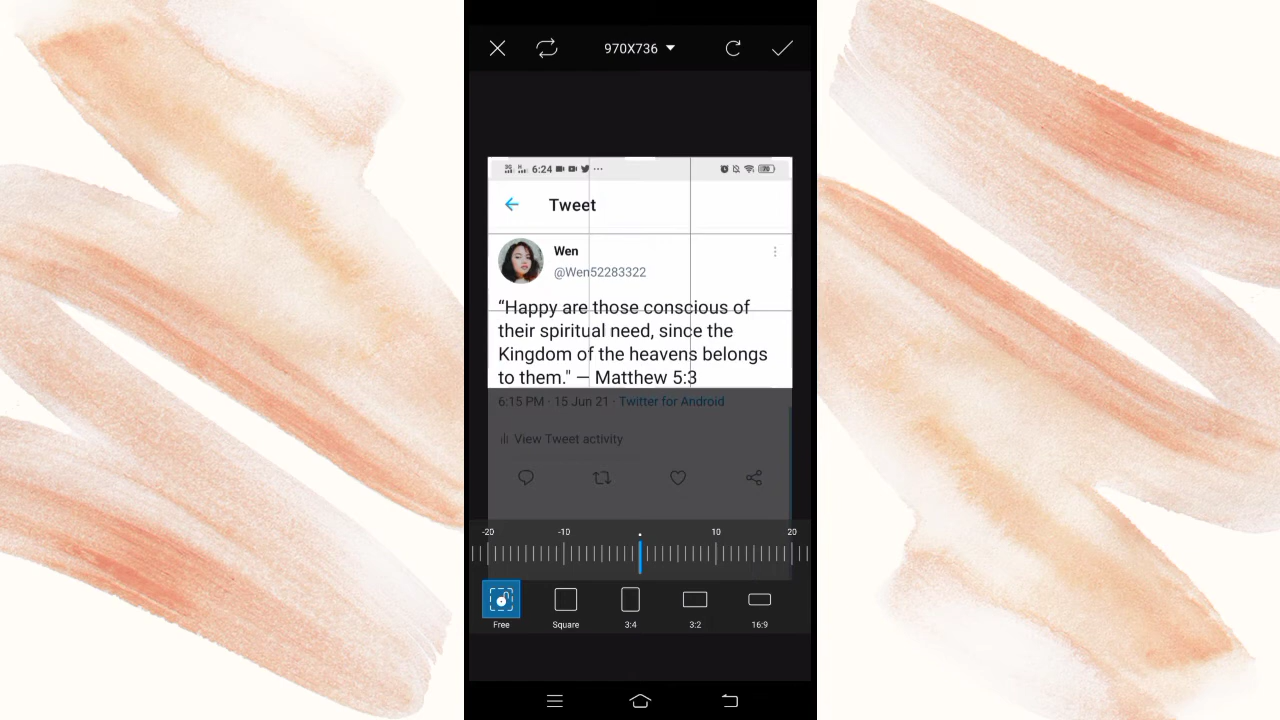 970X736
6:24
Tweet
Wen
@Wen52283322
“Happy are those conscious of
their spiritual need, since the
Kingdom of the heavens belongs
to them." — Matthew 5:3
6:15 PM · 15 Jun 21 · Twitter for Android
View Tweet activity
-20 -10 10 20
Free Square 3:4 3:2 16:9